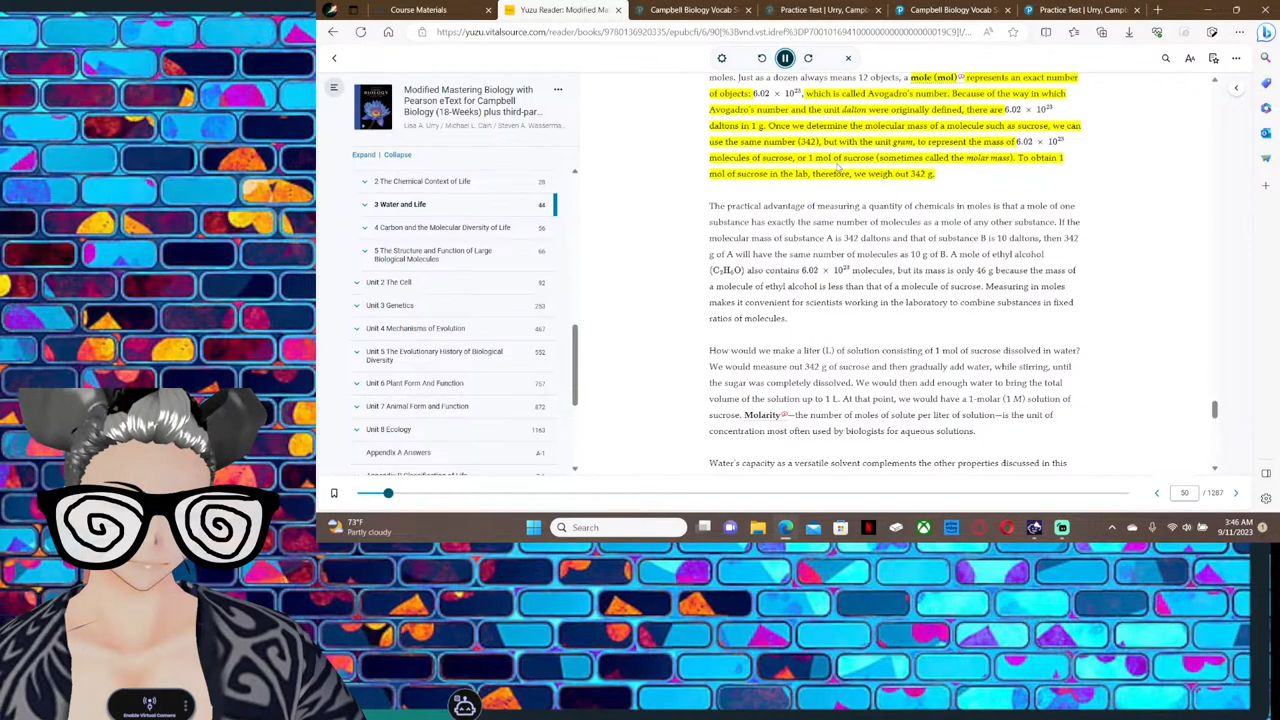 Course Materials
Yuzu Reader: Modified Ma
Campbell Biology Vocab S
Practice Test | Urry, Camp
Campbell Biology Vocab S
Practice Test | Urry, Camp
https://yuzu.vitalsource.com/reader/books/9780136920335/epubcfi/6/90[%3Bvnd.vst.idref%3DP7001016941000000000000000000019C9]!/...
Modified Mastering Biology with
Pearson eText for Campbell
Biology (18-Weeks) plus third-par...
Lisa A. Urry / Michael L. Cain / Steven A. Wasserma...
Expand | Collapse
2 The Chemical Context of Life 28
3 Water and Life 44
4 Carbon and the Molecular Diversity of Life 56
5 The Structure and Function of Large 66
Biological Molecules
Unit 2 The Cell 92
Unit 3 Genetics 253
Unit 4 Mechanisms of Evolution 467
Unit 5 The Evolutionary History of Biological 552
Diversity
Unit 6 Plant Form And Function 757
Unit 7 Animal Form and Function 872
Unit 8 Ecology 1163
Appendix A Answers A-1
moles. Just as a dozen always means 12 objects, a mole (mol) represents an exact number
of objects: 6.02 × 10²³, which is called Avogadro's number. Because of the way in which
Avogadro's number and the unit dalton were originally defined, there are 6.02 × 10²³
daltons in 1 g. Once we determine the molecular mass of a molecule such as sucrose, we can
use the same number (342), but with the unit gram, to represent the mass of 6.02 × 10²³
molecules of sucrose, or 1 mol of sucrose (sometimes called the molar mass). To obtain 1
mol of sucrose in the lab, therefore, we weigh out 342 g.
The practical advantage of measuring a quantity of chemicals in moles is that a mole of one
substance has exactly the same number of molecules as a mole of any other substance. If the
molecular mass of substance A is 342 daltons and that of substance B is 10 daltons, then 342
g of A will have the same number of molecules as 10 g of B. A mole of ethyl alcohol
(C₂H₆O) also contains 6.02 × 10²³ molecules, but its mass is only 46 g because the mass of
a molecule of ethyl alcohol is less than that of a molecule of sucrose. Measuring in moles
makes it convenient for scientists working in the laboratory to combine substances in fixed
ratios of molecules.
How would we make a liter (L) of solution consisting of 1 mol of sucrose dissolved in water?
We would measure out 342 g of sucrose and then gradually add water, while stirring, until
the sugar was completely dissolved. We would then add enough water to bring the total
volume of the solution up to 1 L. At that point, we would have a 1-molar (1 M) solution of
sucrose. Molarity—the number of moles of solute per liter of solution—is the unit of
concentration most often used by biologists for aqueous solutions.
Water's capacity as a versatile solvent complements the other properties discussed in this
50 / 1287
73°F
Partly cloudy
Search
3:46 AM
9/11/2023
Enable Virtual Camera